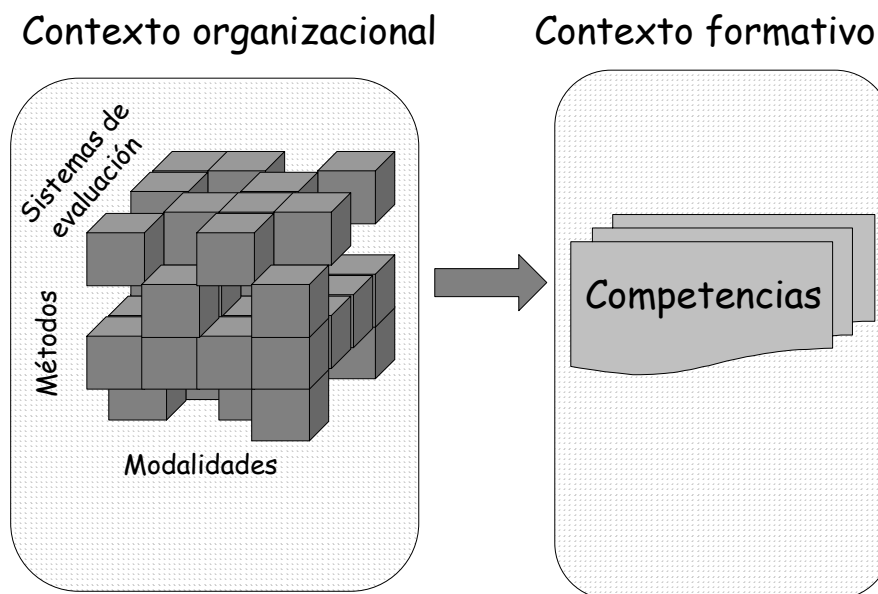 Contexto organizacional
Contexto formativo
Sistemas de
evaluación
Métodos
Modalidades
Competencias